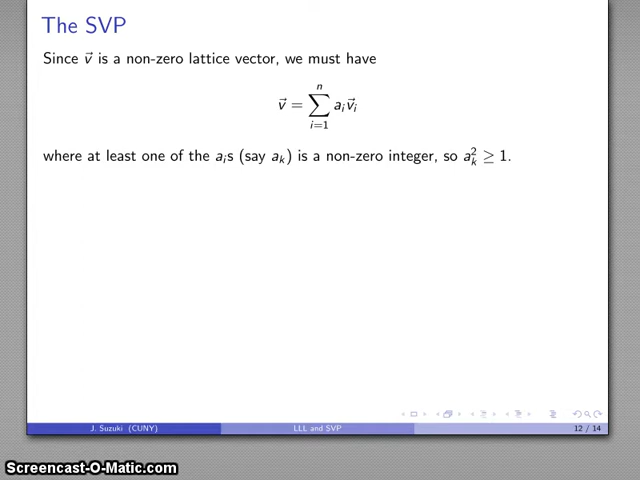 The SVP
Since v⃗ is a non-zero lattice vector, we must have
v⃗ = ∑_{i=1}^{n} a_i v⃗_i
where at least one of the a_i s (say a_k) is a non-zero integer, so a_k^2 ≥ 1.
J. Suzuki (CUNY) LLL and SVP 12 / 14
Screencast-O-Matic.com